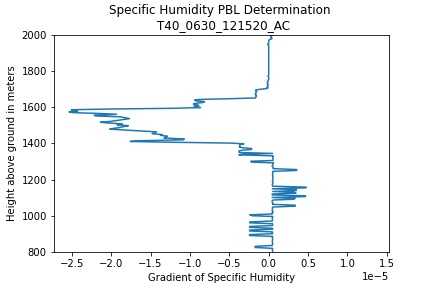 Specific Humidity PBL Determination
T40_0630_121520_AC
Height above ground in meters
2000
1800
1600
1400
1200
1000
800
−2.5 −2.0 −1.5 −1.0 −0.5 0.0 0.5 1.0 1.5
1e−5
Gradient of Specific Humidity